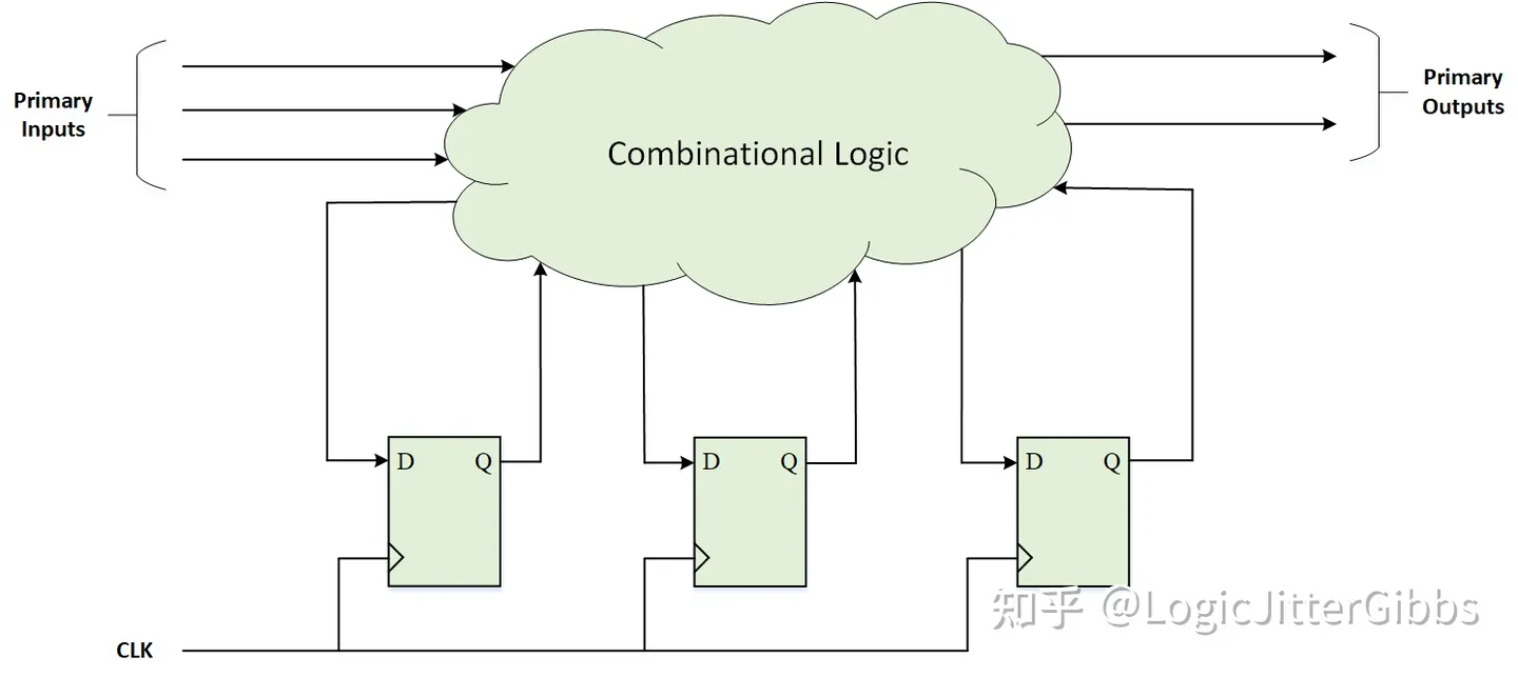 Primary
Inputs
Combinational Logic
Primary
Outputs
D Q
D Q
D Q
CLK
知乎 @LogicJitterGibbs